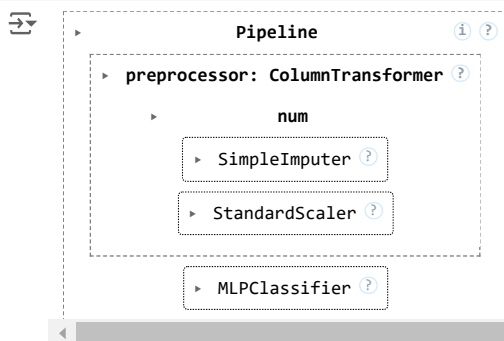 Pipeline i ?
preprocessor: ColumnTransformer ?
num
SimpleImputer ?
StandardScaler ?
MLPClassifier ?